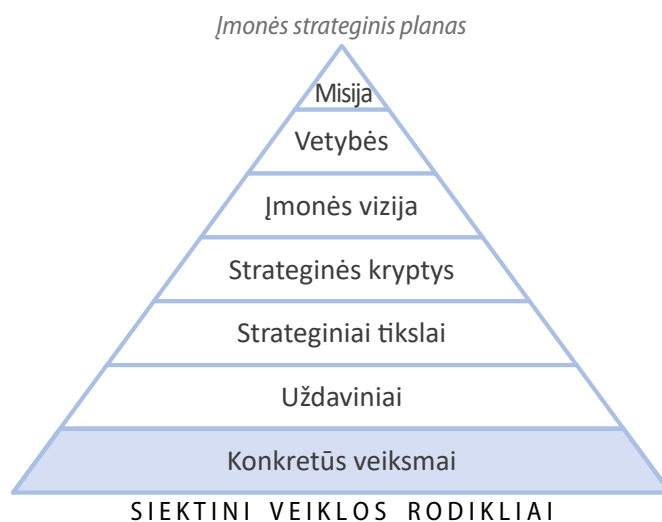 Įmonės strateginis planas
Misija
Vetybės
Įmonės vizija
Strateginės kryptys
Strateginiai tikslai
Uždaviniai
Konkretūs veiksmai
SIEKTINI VEIKLOS RODIKLIAI